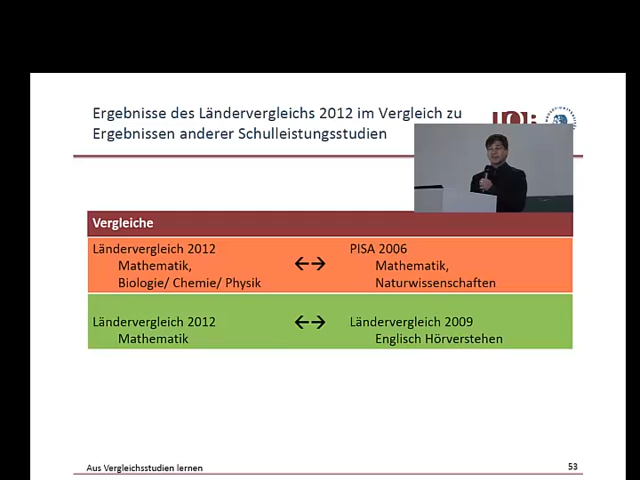 Ergebnisse des Ländervergleichs 2012 im Vergleich zu
Ergebnissen anderer Schulleistungsstudien
Vergleiche
Ländervergleich 2012
Mathematik,
Biologie/ Chemie/ Physik
PISA 2006
Mathematik,
Naturwissenschaften
Ländervergleich 2012
Mathematik
Ländervergleich 2009
Englisch Hörverstehen
Aus Vergleichsstudien lernen
53